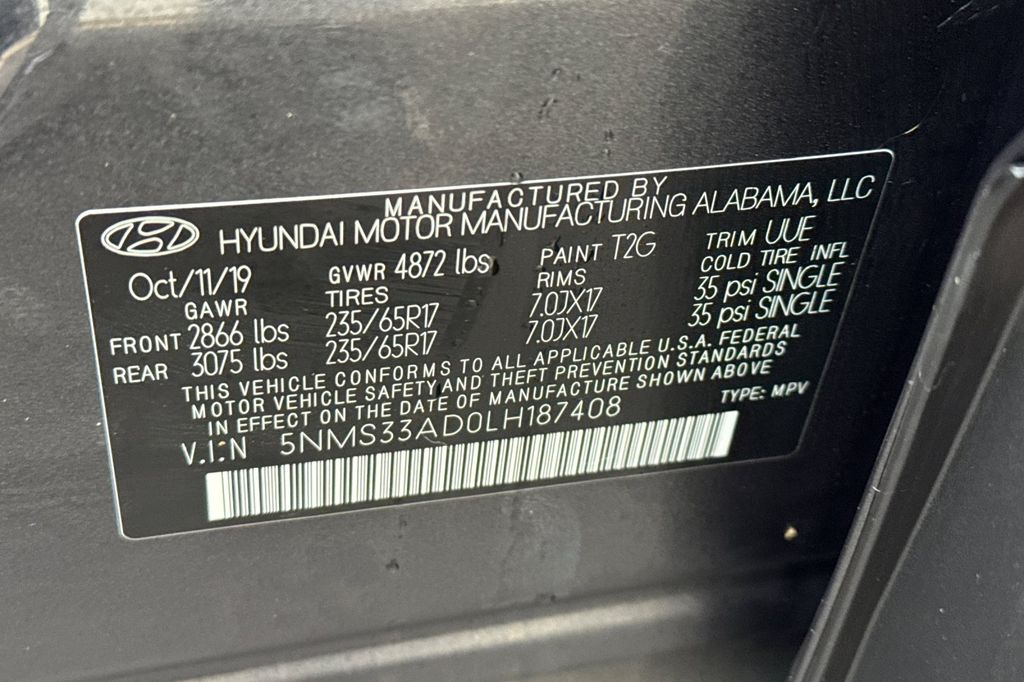 MANUFACTURED BY
HYUNDAI MOTOR MANUFACTURING ALABAMA, LLC
Oct/11/19 GVWR 4872 lbs PAINT T2G TRIM UUE
GAWR TIRES RIMS COLD TIRE INFL
FRONT 2866 lbs 235/65R17 7.0JX17 35 psi SINGLE
REAR 3075 lbs 235/65R17 7.0JX17 35 psi SINGLE
THIS VEHICLE CONFORMS TO ALL APPLICABLE U.S.A. FEDERAL
MOTOR VEHICLE SAFETY AND THEFT PREVENTION STANDARDS
IN EFFECT ON THE DATE OF MANUFACTURE SHOWN ABOVE
V.I.N 5NMS33AD0LH187408 TYPE: MPV